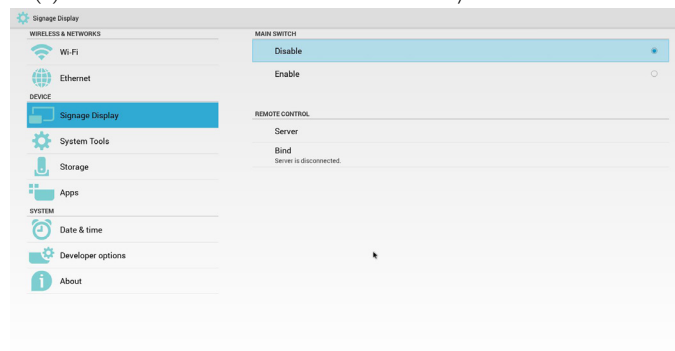 Signage Display
WIRELESS & NETWORKS
Wi-Fi
Ethernet
DEVICE
Signage Display
System Tools
Storage
Apps
SYSTEM
Date & time
Developer options
About
MAIN SWITCH
Disable
Enable
REMOTE CONTROL
Server
Bind
Server is disconnected.